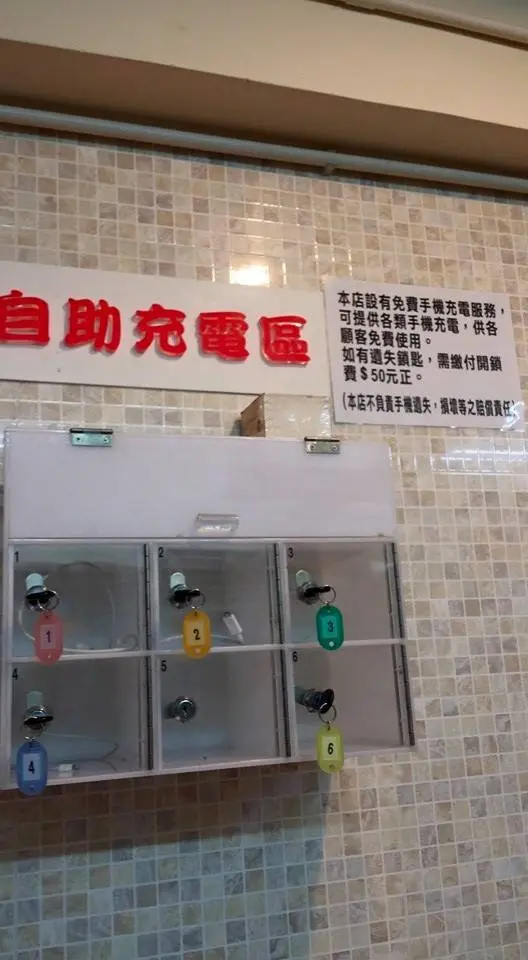 自助充電區
本店設有免費手機充電服務，
可提供各類手機充電，供各
顧客免費使用。
如有遺失鎖匙，需繳付開鎖
費＄50元正。
(本店不負責手機遺失，損壞等之賠償責任)
1
2
3
1
2
3
4
5
6
4
6